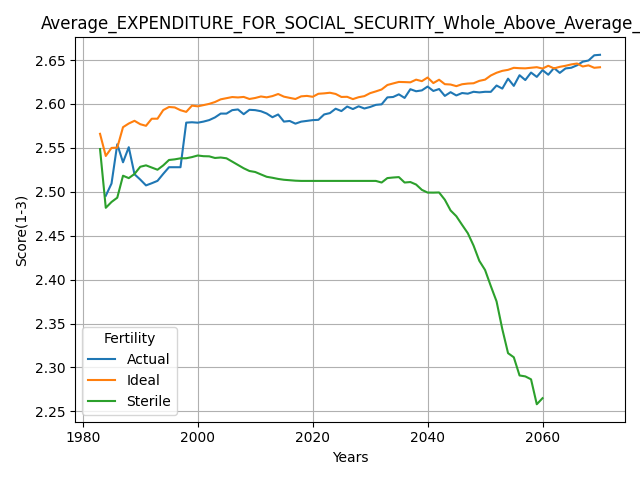 Average_EXPENDITURE_FOR_SOCIAL_SECURITY_Whole_Above_Average_
2.65
2.60
2.55
2.50
2.45
2.40
2.35
2.30
2.25
Score(1-3)
Fertility
Actual
Ideal
Sterile
1980
2000
2020
2040
2060
Years